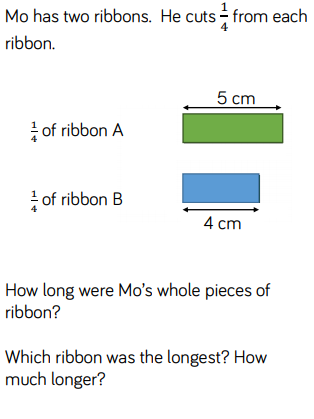 Mo has two ribbons.  He cuts 1/4 from each
ribbon.
5 cm
1/4 of ribbon A
1/4 of ribbon B
4 cm
How long were Mo’s whole pieces of
ribbon?
Which ribbon was the longest? How
much longer?